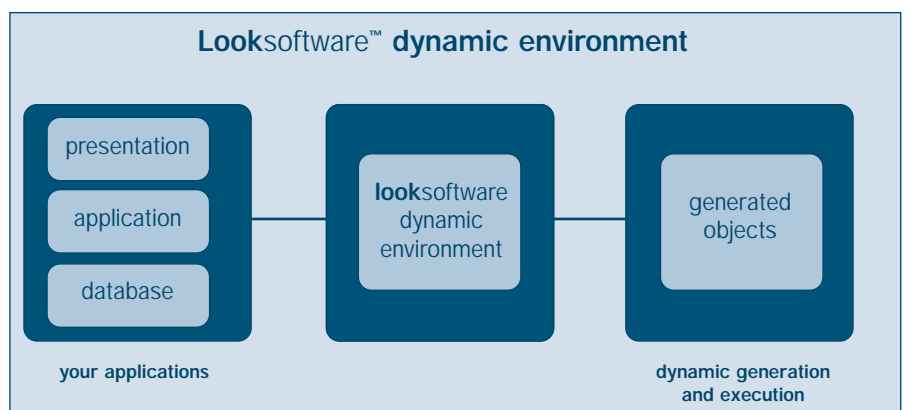 Looksoftware™ dynamic environment
presentation
application
database
looksoftware
dynamic
environment
generated
objects
your applications
dynamic generation
and execution